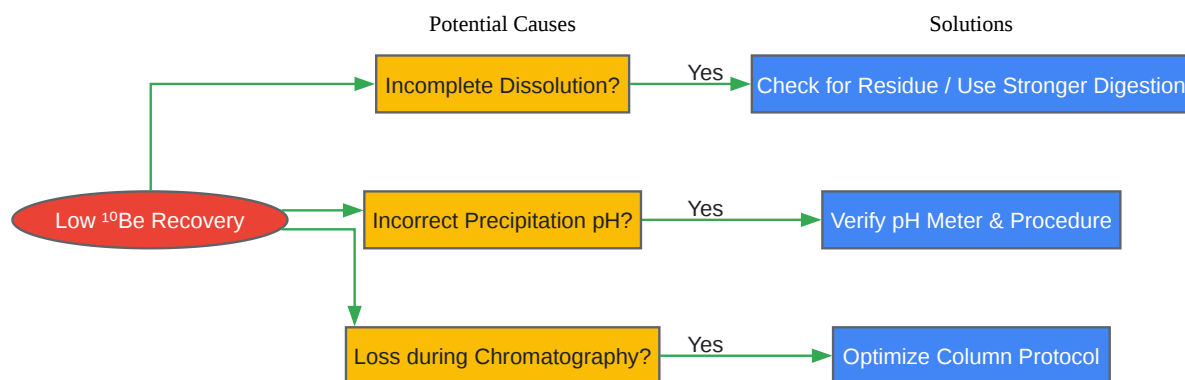 Potential Causes
Solutions
Incomplete Dissolution?
Yes
Check for Residue / Use Stronger Digestion
Low ¹⁰Be Recovery
Incorrect Precipitation pH?
Yes
Verify pH Meter & Procedure
Loss during Chromatography?
Yes
Optimize Column Protocol